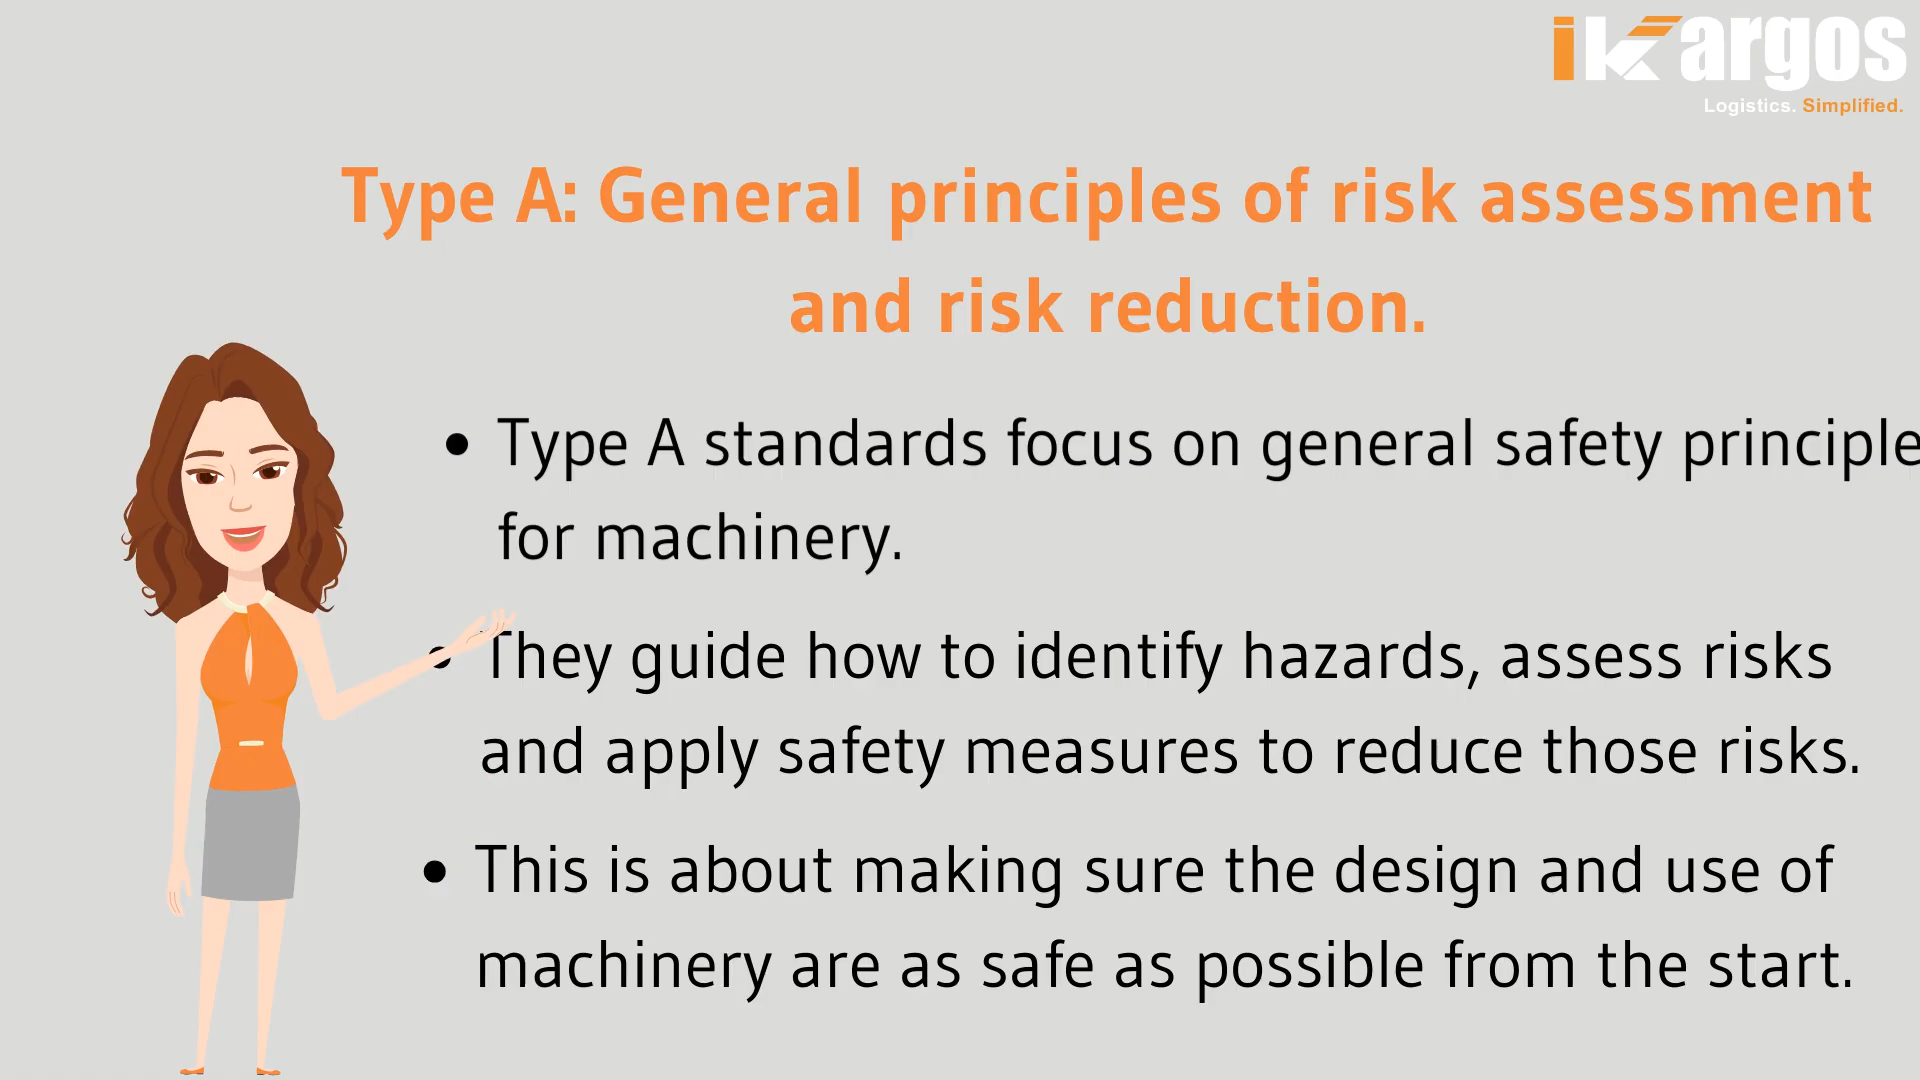 iKargos
Logistics. Simplified.
Type A: General principles of risk assessment
and risk reduction.
• Type A standards focus on general safety principle
for machinery.
• They guide how to identify hazards, assess risks
and apply safety measures to reduce those risks.
• This is about making sure the design and use of
machinery are as safe as possible from the start.